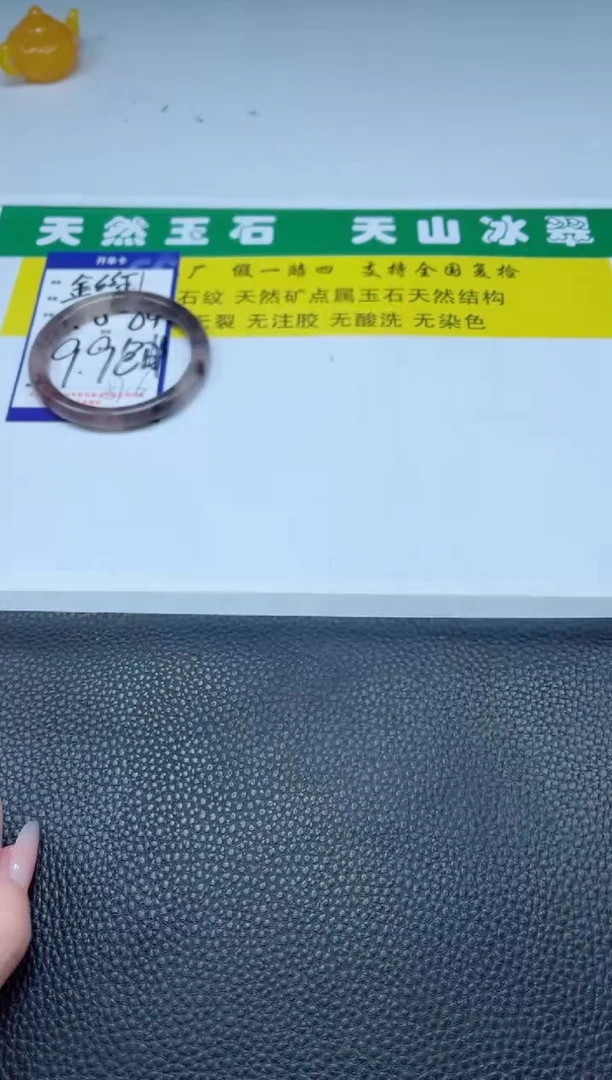 天然玉石 天山冰翠
开单卡
厂 假一赔四 支持全国复检
石纹 天然矿点属玉石天然结构
无裂 无注胶 无酸洗 无染色
9.9